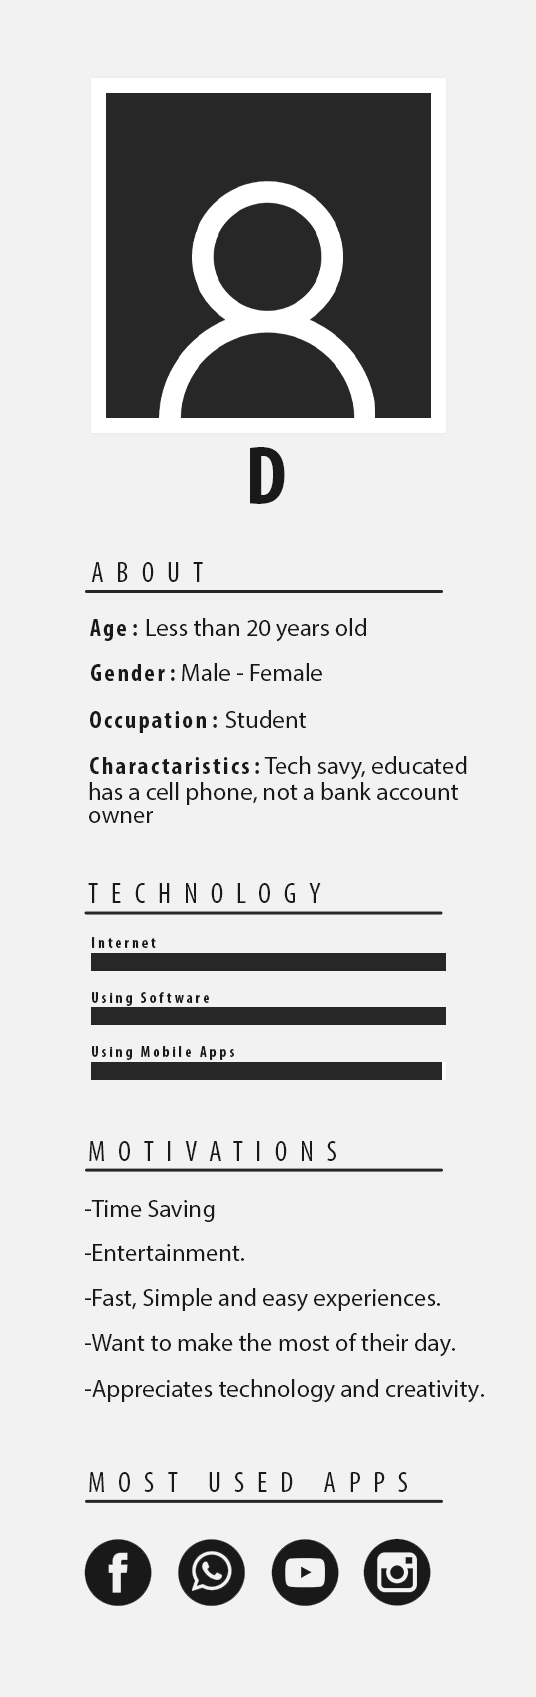 D
ABOUT
Age : Less than 20 years old
Gender : Male - Female
Occupation : Student
Charactaristics : Tech savy, educated
has a cell phone, not a bank account
owner
TECHNOLOGY
Internet
Using Software
Using Mobile Apps
MOTIVATIONS
-Time Saving
-Entertainment.
-Fast, Simple and easy experiences.
-Want to make the most of their day.
-Appreciates technology and creativity.
MOST USED APPS